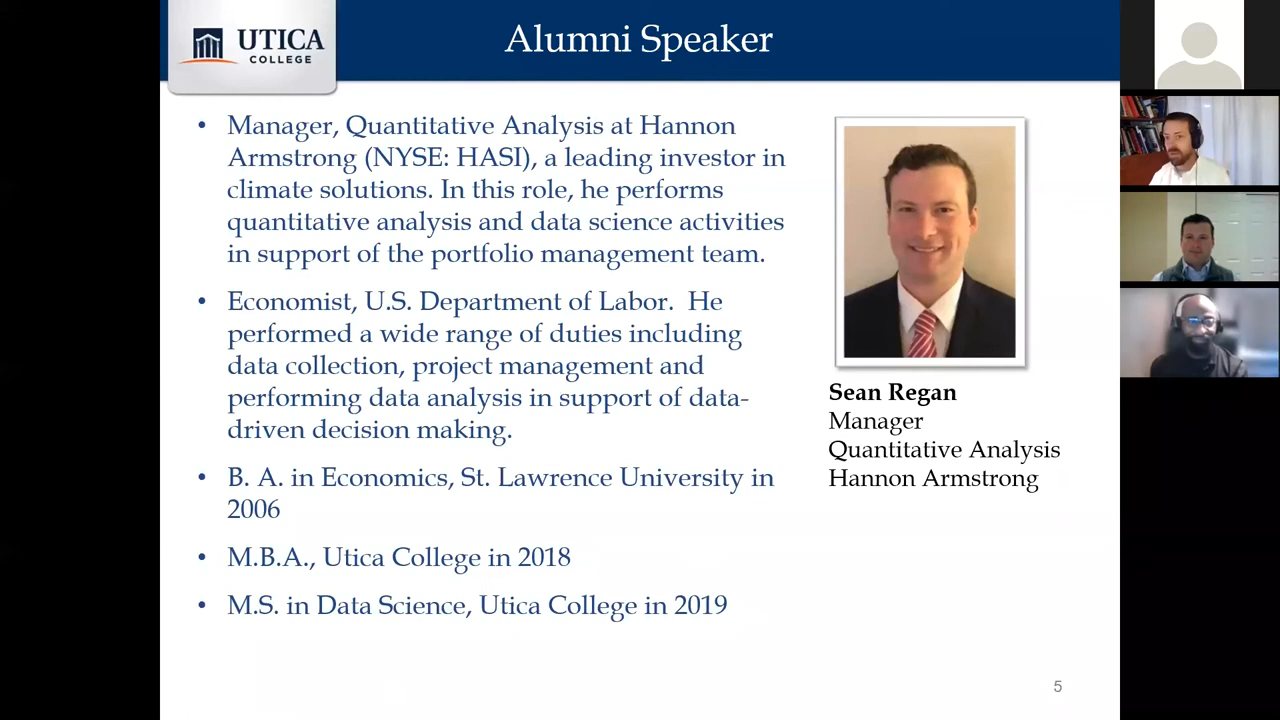 UTICA
COLLEGE
Alumni Speaker
• Manager, Quantitative Analysis at Hannon
Armstrong (NYSE: HASI), a leading investor in
climate solutions. In this role, he performs
quantitative analysis and data science activities
in support of the portfolio management team.
• Economist, U.S. Department of Labor.  He
performed a wide range of duties including
data collection, project management and
performing data analysis in support of data-
driven decision making.
• B. A. in Economics, St. Lawrence University in
2006
• M.B.A., Utica College in 2018
• M.S. in Data Science, Utica College in 2019
Sean Regan
Manager
Quantitative Analysis
Hannon Armstrong
5